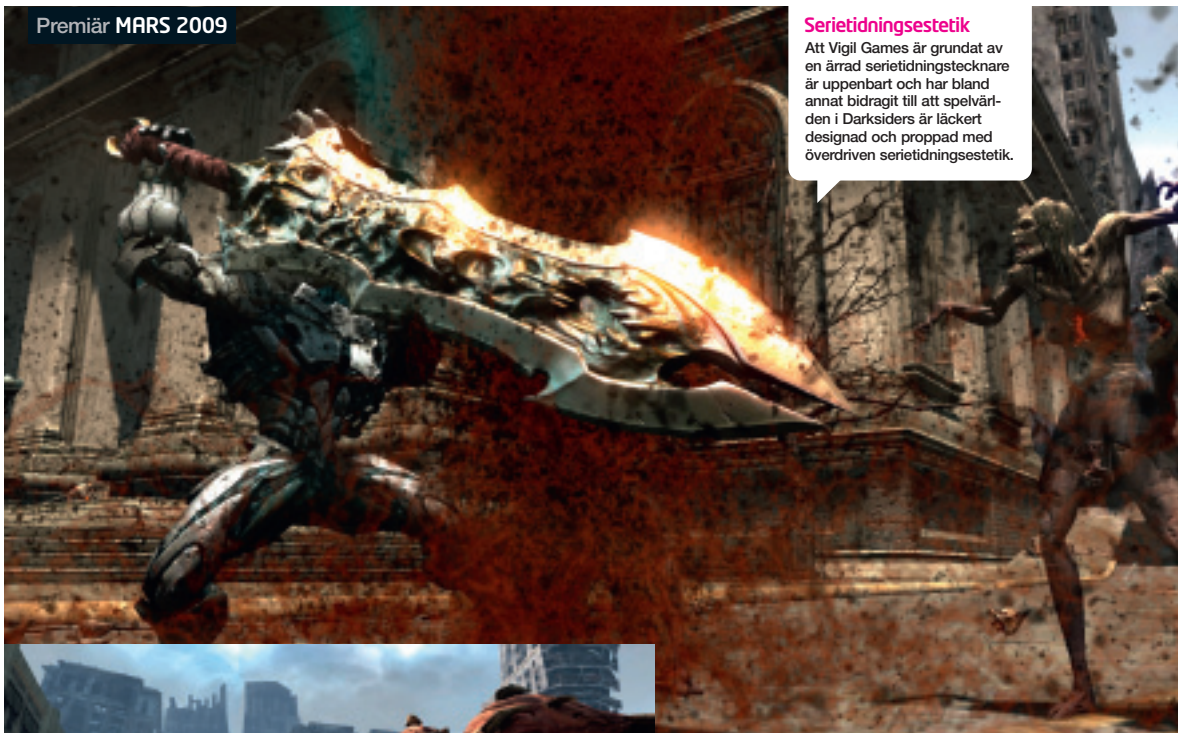 Premiär MARS 2009
Serietidningsestetik
Att Vigil Games är grundat av
en ärrad serietidningstecknare
är uppenbart och har bland
annat bidragit till att spelvärl-
den i Darksiders är läckert
designad och proppad med
överdriven serietidningsestetik.